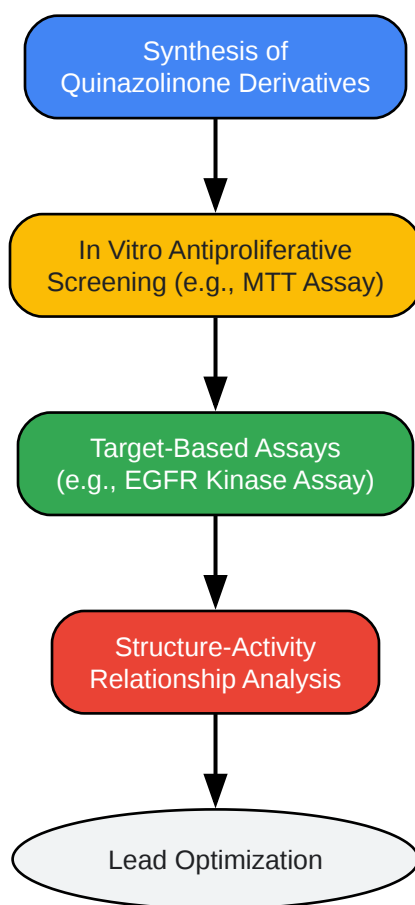 Synthesis of
Quinazolinone Derivatives
In Vitro Antiproliferative
Screening (e.g., MTT Assay)
Target-Based Assays
(e.g., EGFR Kinase Assay)
Structure-Activity
Relationship Analysis
Lead Optimization